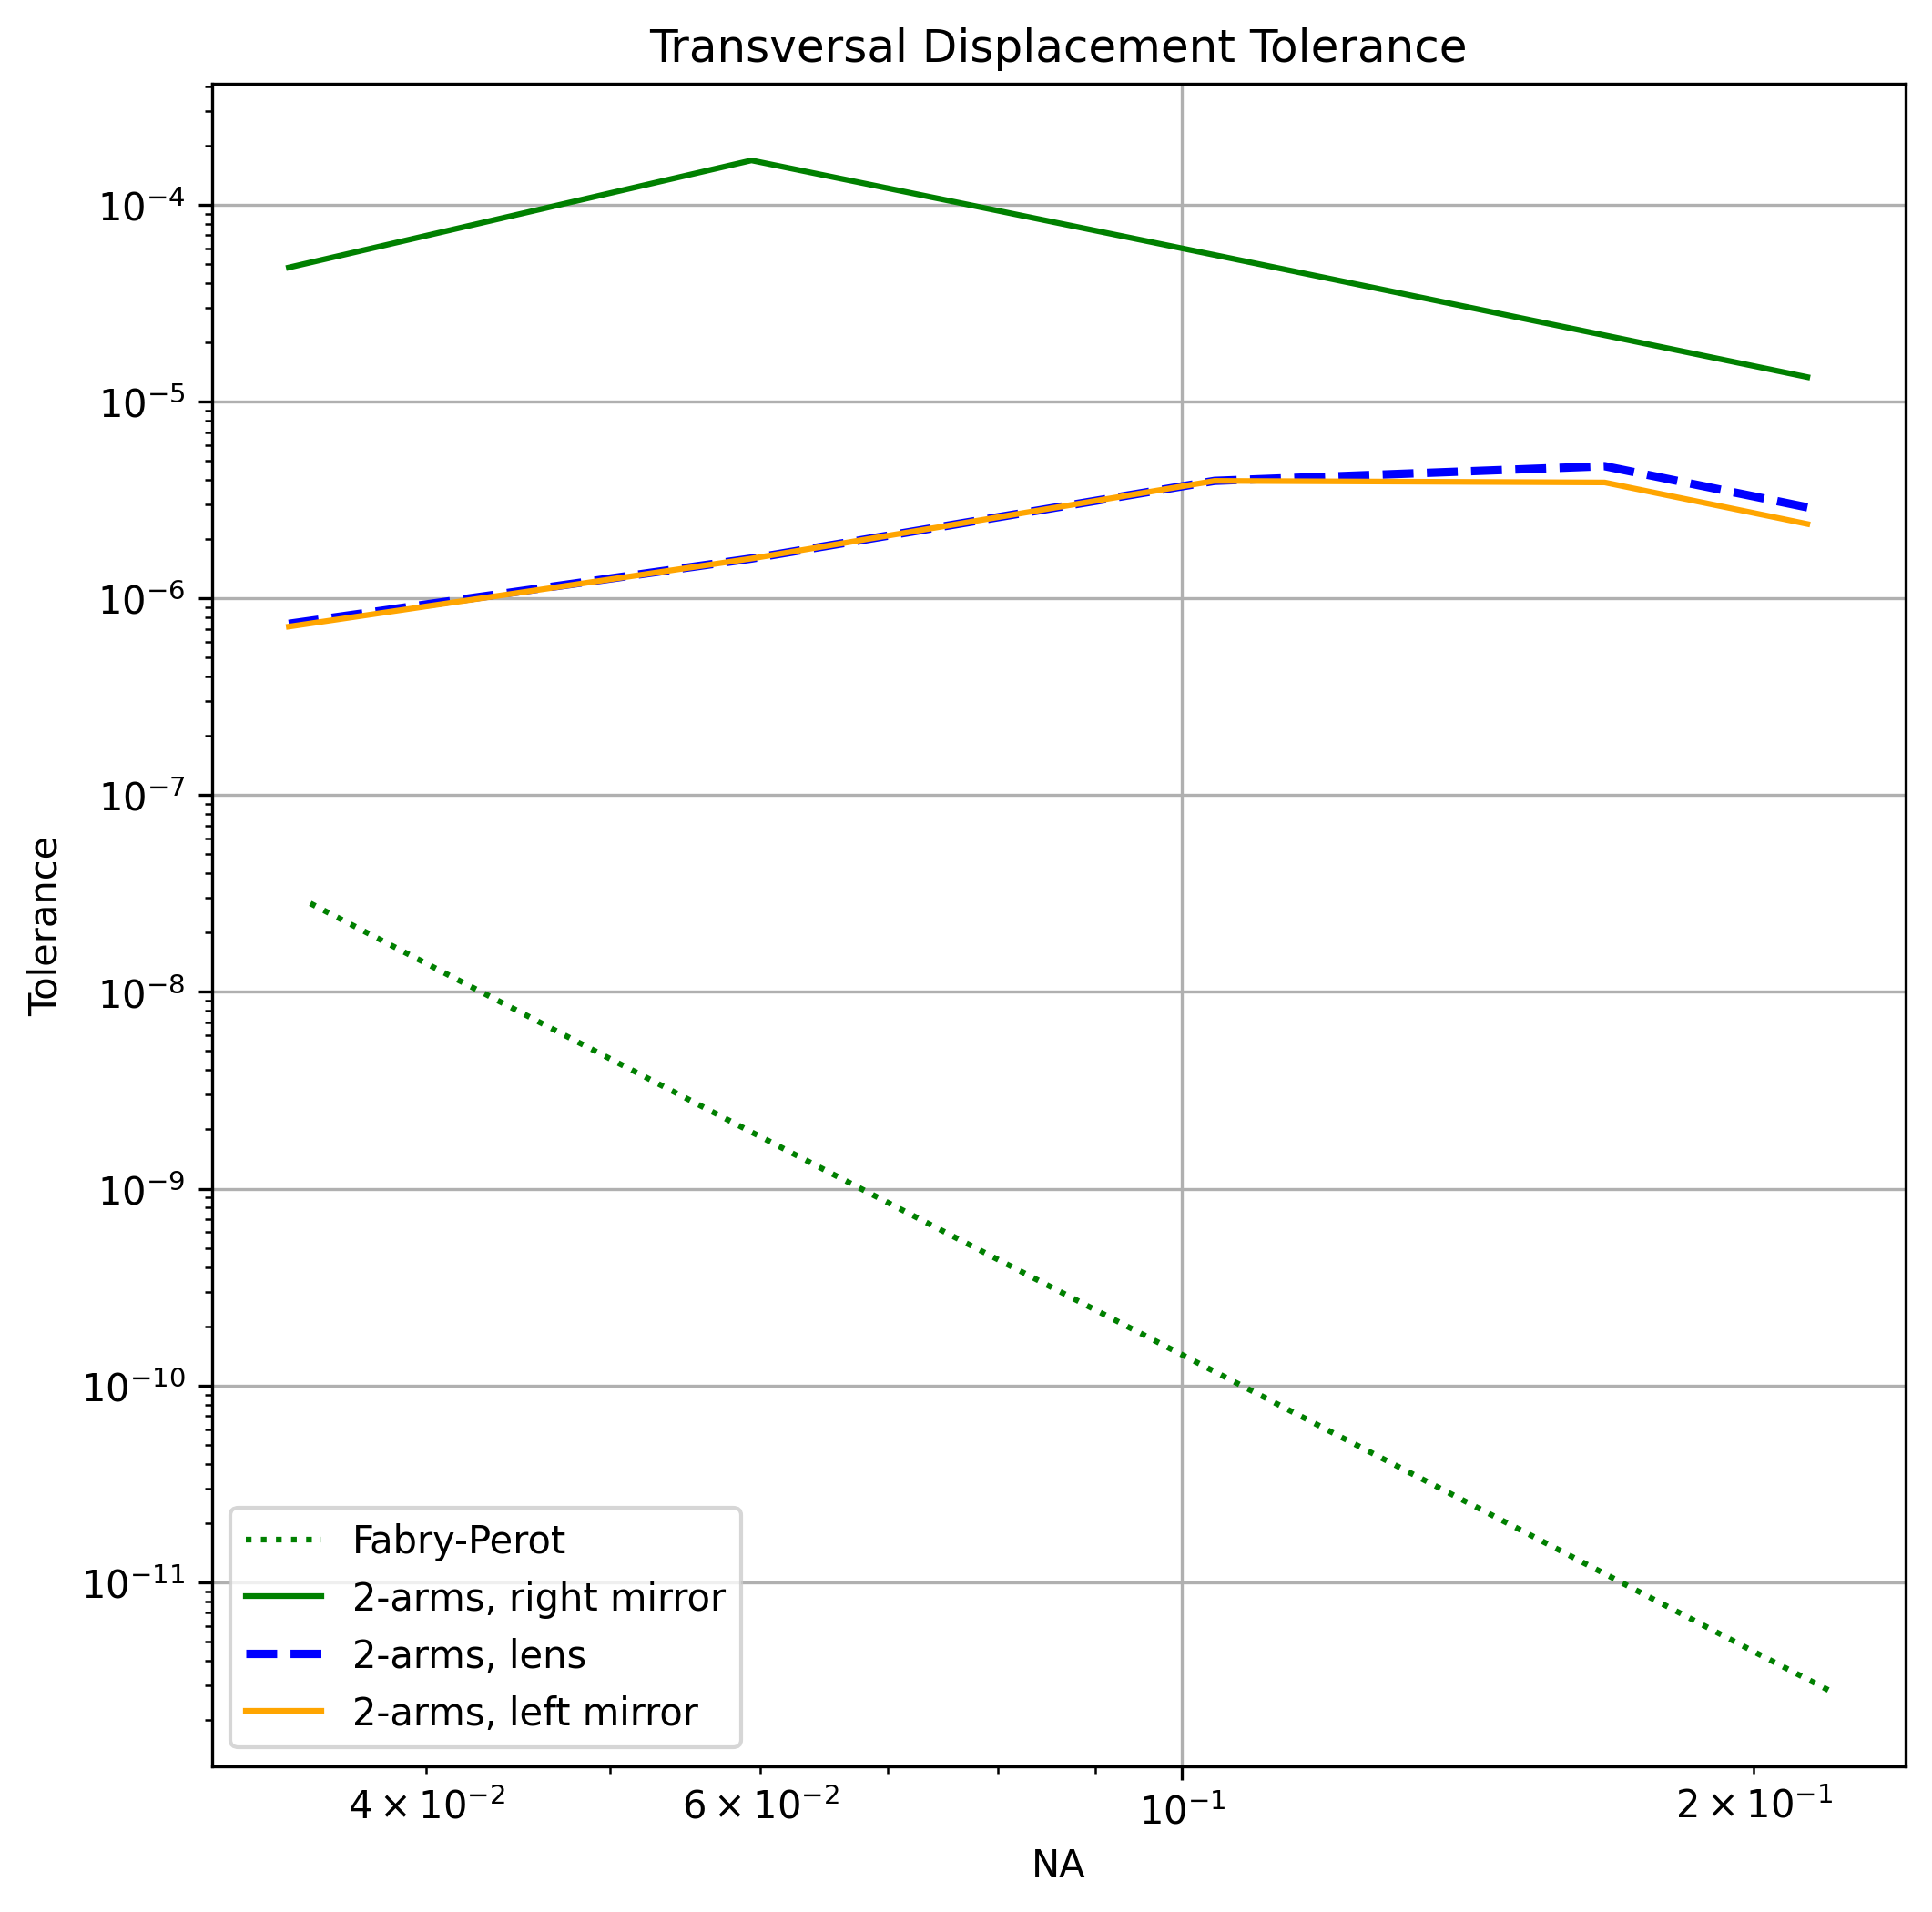 Transversal Displacement Tolerance
10⁻⁴
10⁻⁵
10⁻⁶
10⁻⁷
10⁻⁸
10⁻⁹
10⁻¹⁰
10⁻¹¹
Tolerance
Fabry-Perot
2-arms, right mirror
2-arms, lens
2-arms, left mirror
4 × 10⁻² 6 × 10⁻² 10⁻¹ 2 × 10⁻¹
NA